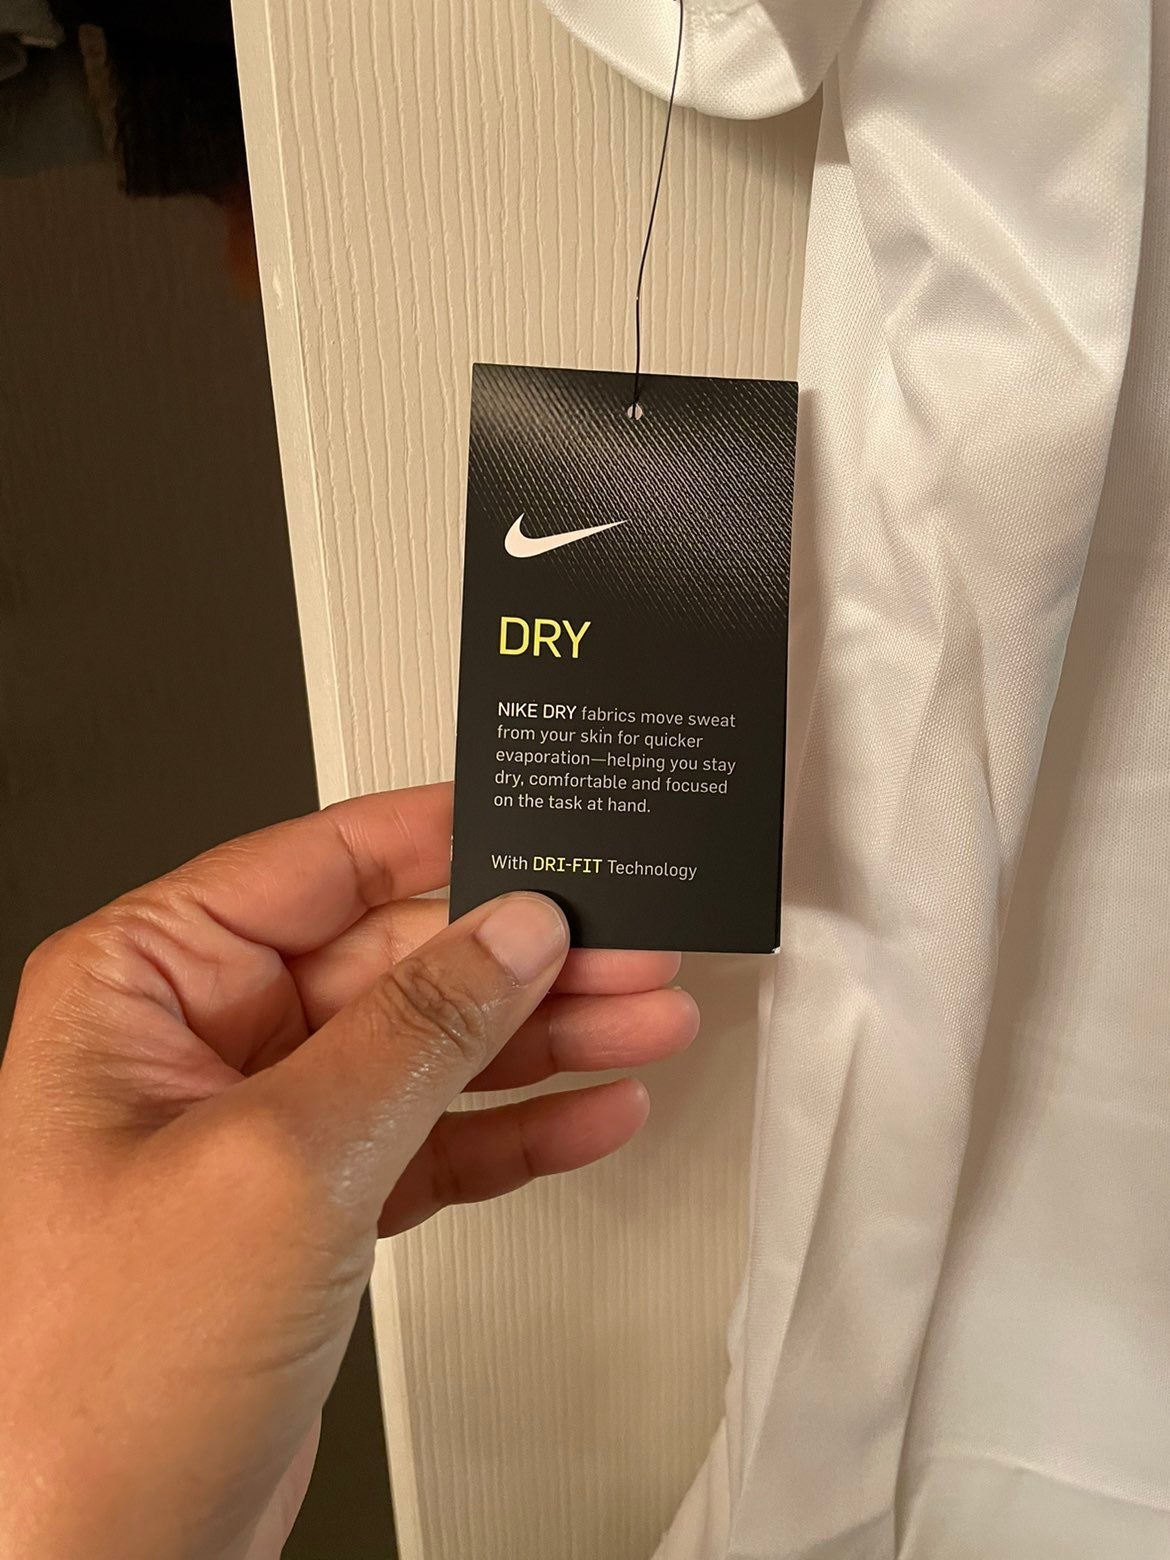 DRY
NIKE DRY fabrics move sweat
from your skin for quicker
evaporation—helping you stay
dry, comfortable and focused
on the task at hand.
With DRI-FIT Technology